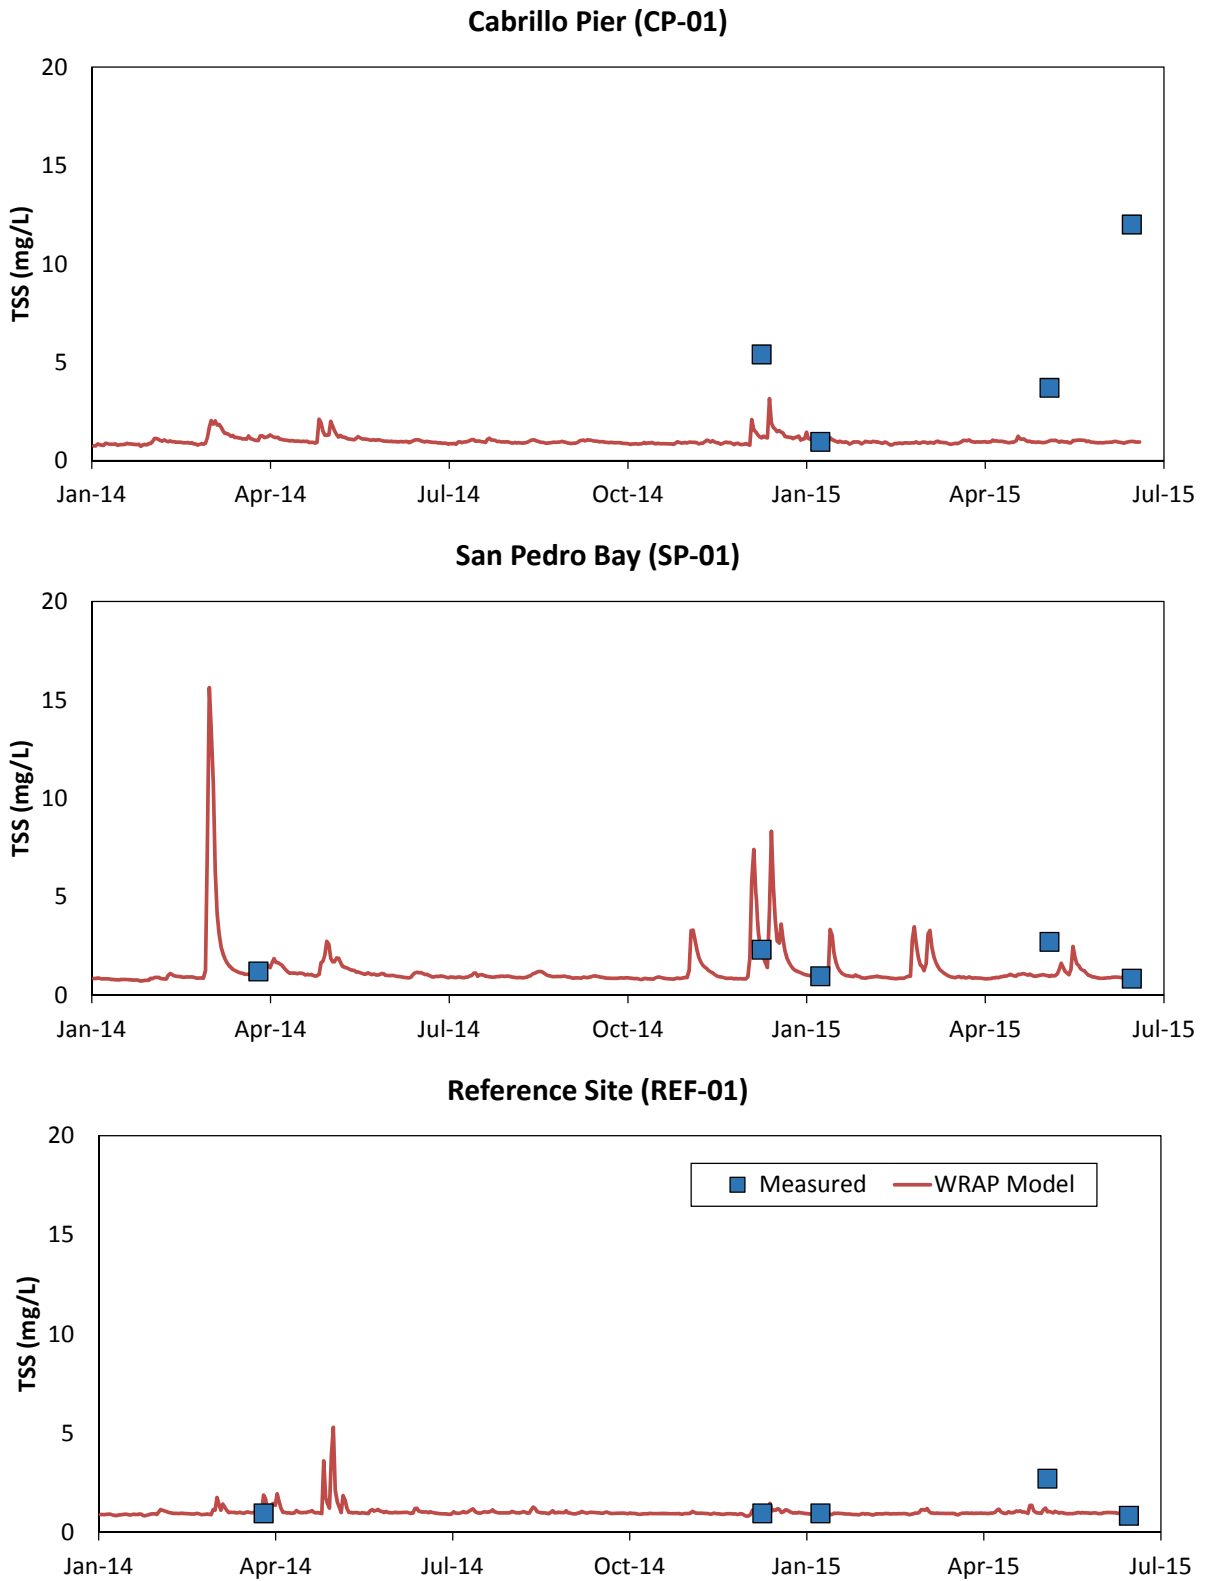 Cabrillo Pier (CP-01)
20
15
10
5
0
TSS (mg/L)
Jan-14 Apr-14 Jul-14 Oct-14 Jan-15 Apr-15 Jul-15
San Pedro Bay (SP-01)
20
15
10
5
0
TSS (mg/L)
Jan-14 Apr-14 Jul-14 Oct-14 Jan-15 Apr-15 Jul-15
Reference Site (REF-01)
20
15
10
5
0
TSS (mg/L)
Measured WRAP Model
Jan-14 Apr-14 Jul-14 Oct-14 Jan-15 Apr-15 Jul-15